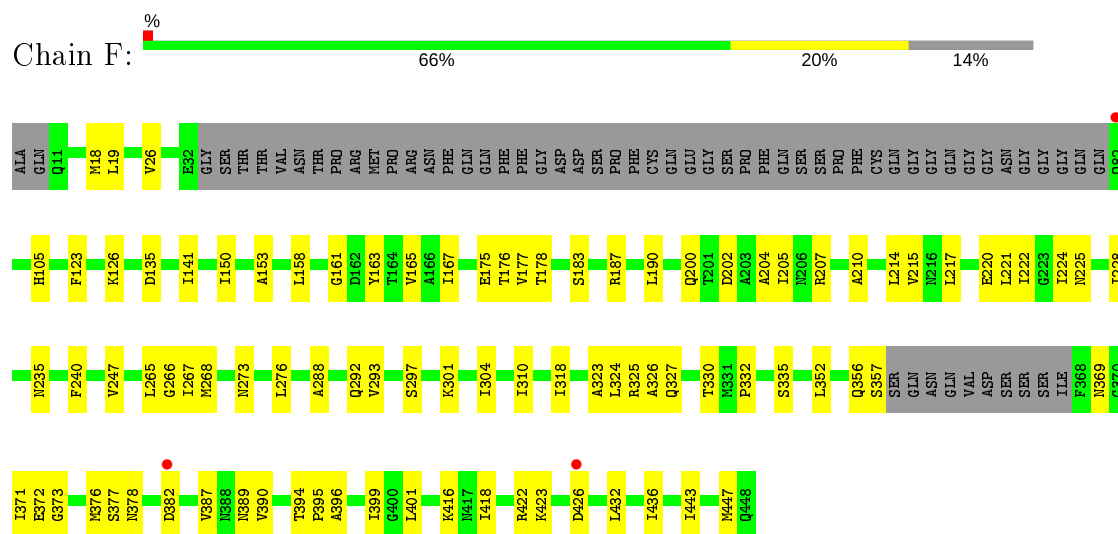 %
Chain F:
66% 20% 14%
ALA GLN Q11 M18 L19 V26 E32 GLY SER THR THR VAL ASN THR PRO ARG MET PRO ARG ASN PHE GLN GLN PHE PHE GLY ASP ASP SER PRO PHE CYS GLN GLU GLY SER PRO PHE GLN SER SER PRO PHE CYS GLN GLY GLY GLN GLY GLY ASN GLY GLY GLY GLN GLN Q82
H105 F123 K126 D135 I141 I150 A153 L158 G161 D162 Y163 T164 V165 A166 I167 E175 T176 V177 T178 S183 R187 L190 Q200 T201 D202 A203 A204 I205 N206 R207 A210 L214 V215 N216 L217 E220 L221 I222 G223 I224 N225 I228
N235 F240 V247 L265 G266 I267 M268 N273 L276 A288 Q292 V293 S297 K301 I304 I310 I318 A323 L324 R325 A326 Q327 T330 M331 P332 S335 L352 Q356 S357 SER GLN ASN GLN VAL ASP SER SER SER ILE F368 N369 G370
I371 E372 G373 M376 S377 N378 D382 V387 N388 N389 V390 T394 P395 A396 I399 G400 L401 K416 N417 I418 R422 K423 D426 L432 I436 I443 M447 Q448